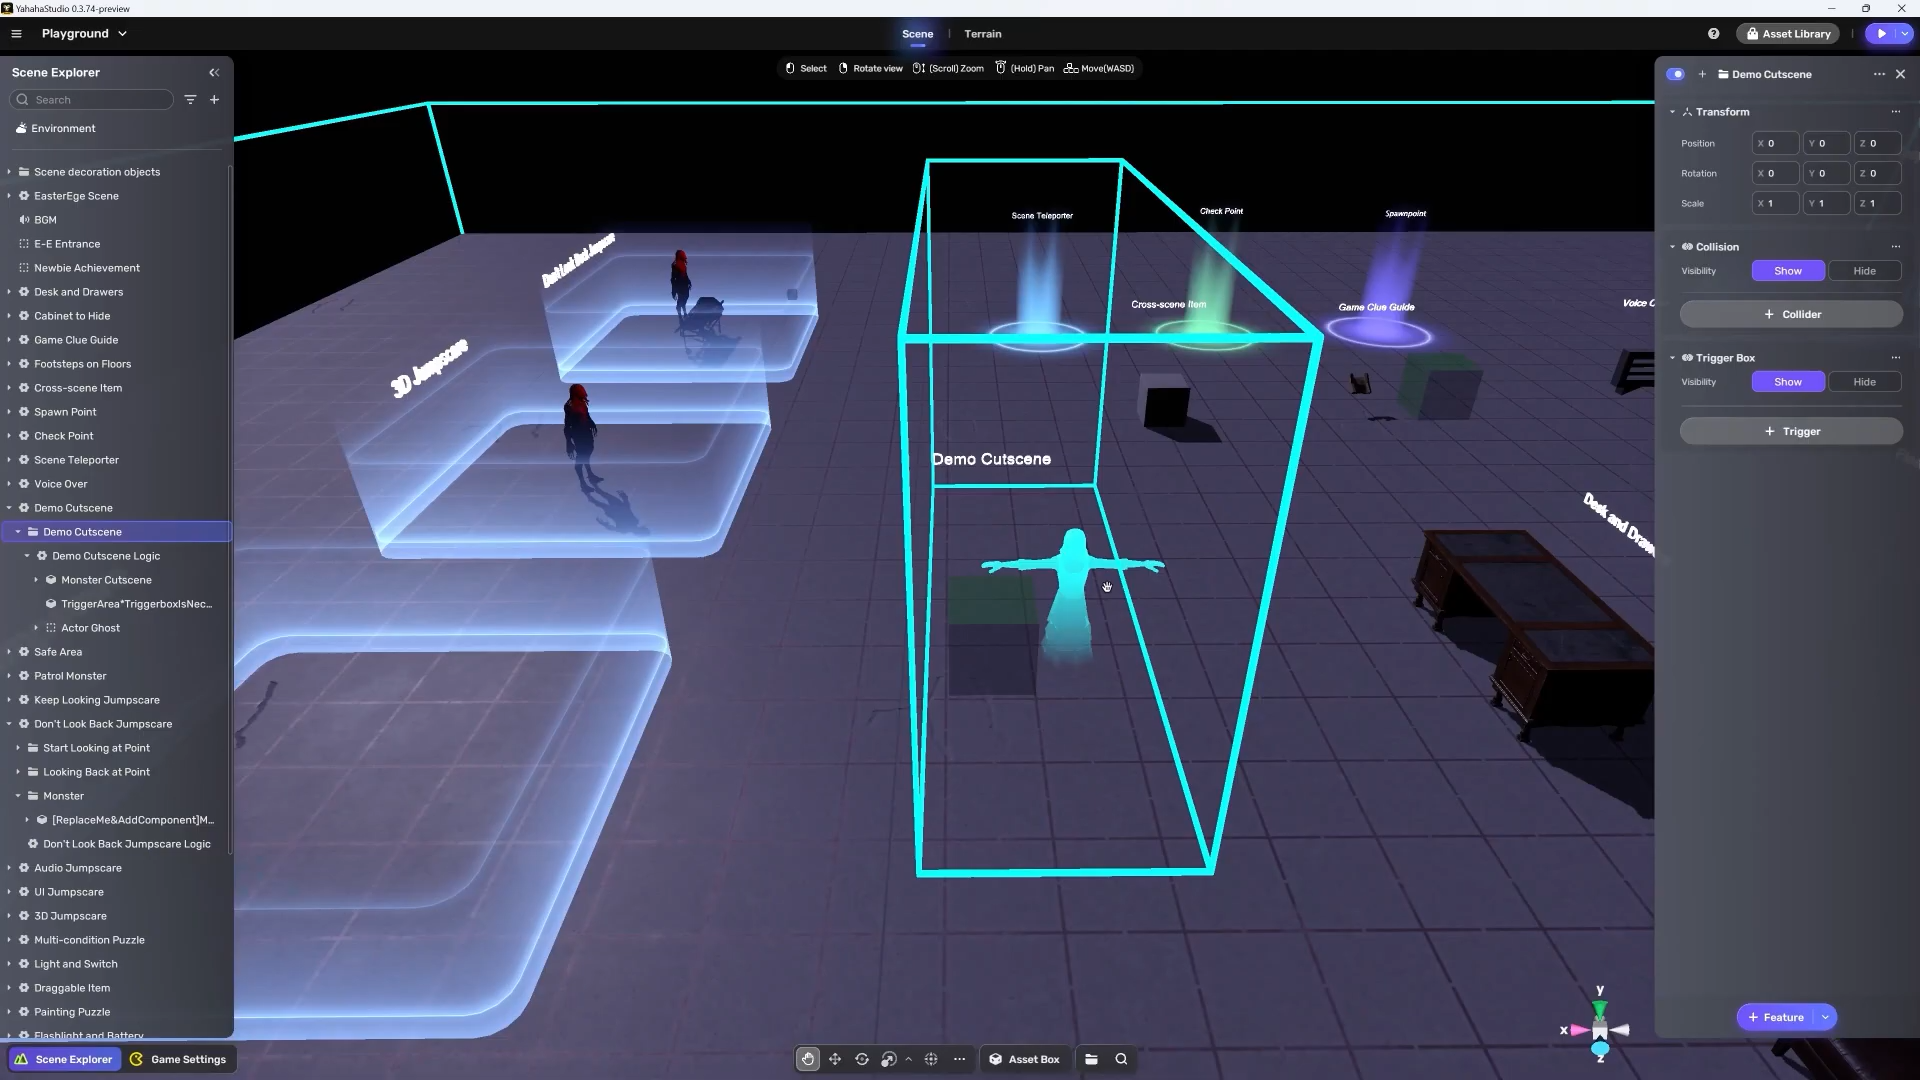 YahahaStudio 0.3.74-preview
Playground
Scene
Terrain
Asset Library
Select
Rotate view
(Scroll) Zoom
(Hold) Pan
Move(WASD)
Scene Explorer
Search
Environment
Scene decoration objects
EasterEge Scene
BGM
E-E Entrance
Newbie Achievement
Desk and Drawers
Cabinet to Hide
Game Clue Guide
Footsteps on Floors
Cross-scene Item
Spawn Point
Check Point
Scene Teleporter
Voice Over
Demo Cutscene
Demo Cutscene
Demo Cutscene Logic
Monster Cutscene
TriggerArea*TriggerboxIsNec...
Actor Ghost
Safe Area
Patrol Monster
Keep Looking Jumpscare
Don't Look Back Jumpscare
Start Looking at Point
Looking Back at Point
Monster
[ReplaceMe&AddComponent]M...
Don't Look Back Jumpscare Logic
Audio Jumpscare
UI Jumpscare
3D Jumpscare
Multi-condition Puzzle
Light and Switch
Draggable Item
Painting Puzzle
Flashlight and Battery
Scene Explorer
Game Settings
Don't Look Back Jumpscare
3D Jumpscare
Scene Teleporter
Check Point
Spawnpoint
Cross-scene Item
Game Clue Guide
Voice O
Demo Cutscene
Desk and Draw
Asset Box
y
x
z
Demo Cutscene
Transform
Position X 0 Y 0 Z 0
Rotation X 0 Y 0 Z 0
Scale X 1 Y 1 Z 1
Collision
Visibility Show Hide
+ Collider
Trigger Box
Visibility Show Hide
+ Trigger
+ Feature